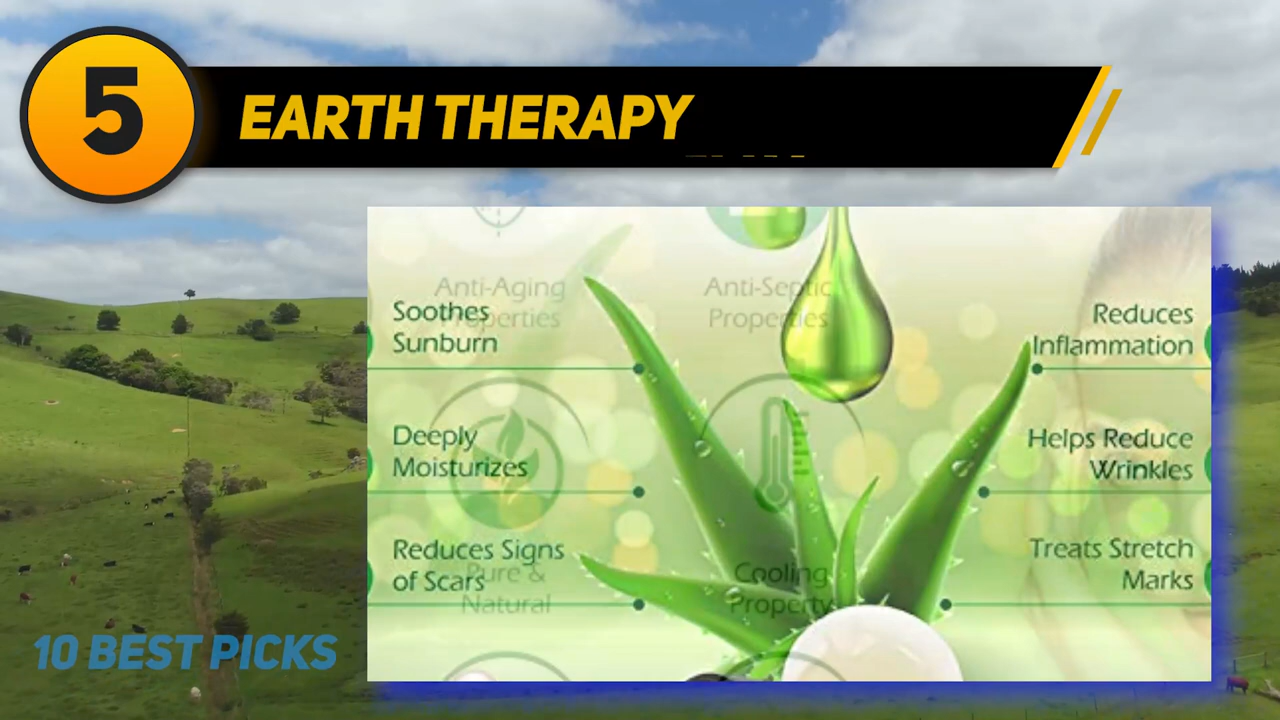 5
EARTH THERAPY
Anti-Aging
Properties
Anti-Septic
Properties
Soothes
Sunburn
Reduces
Inflammation
Deeply
Moisturizes
Helps Reduce
Wrinkles
Reduces Signs
of Scars
Pure &
Natural
Cooling
Property
Treats Stretch
Marks
10 BEST PICKS